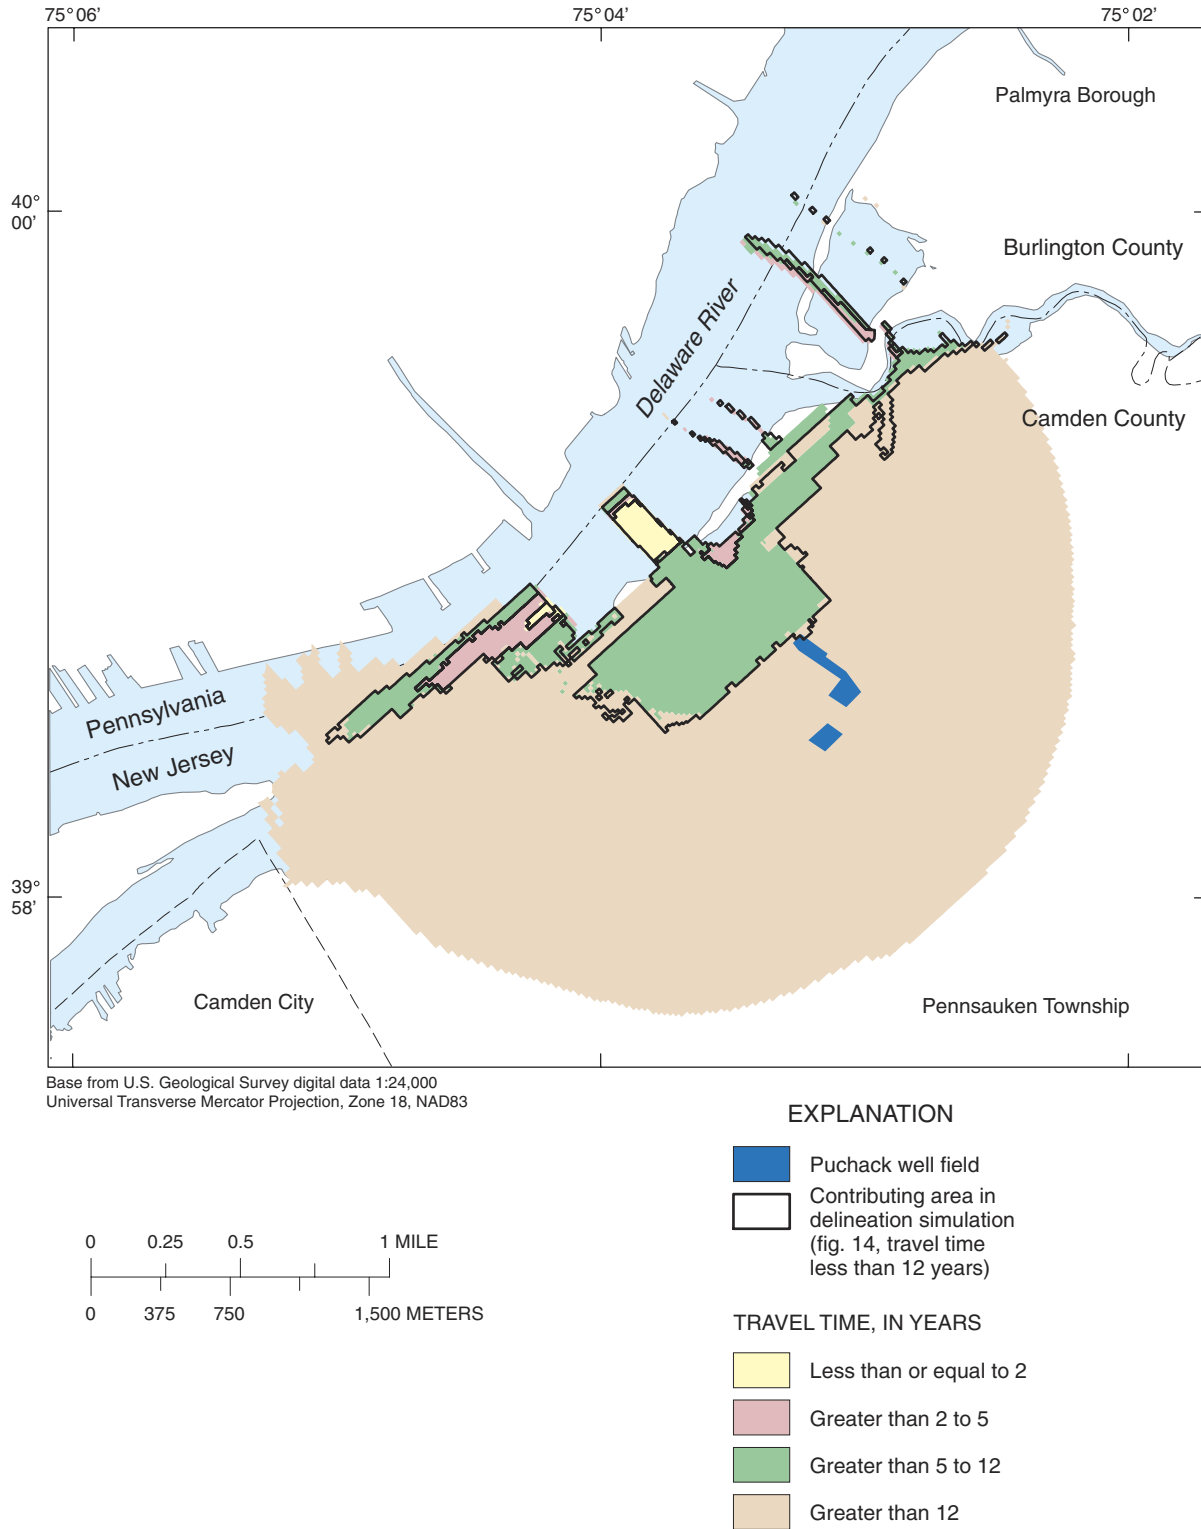 75° 06’
75° 04’
75° 02’
Palmyra Borough
40°
00’
Burlington County
Delaware River
Camden County
Pennsylvania
New Jersey
39°
58’
Camden City
Pennsauken Township
Base from U.S. Geological Survey digital data 1:24,000
Universal Transverse Mercator Projection, Zone 18, NAD83
0 0.25 0.5 1 MILE
0 375 750 1,500 METERS
EXPLANATION
Puchack well field
Contributing area in
delineation simulation
(fig. 14, travel time
less than 12 years)
TRAVEL TIME, IN YEARS
Less than or equal to 2
Greater than 2 to 5
Greater than 5 to 12
Greater than 12